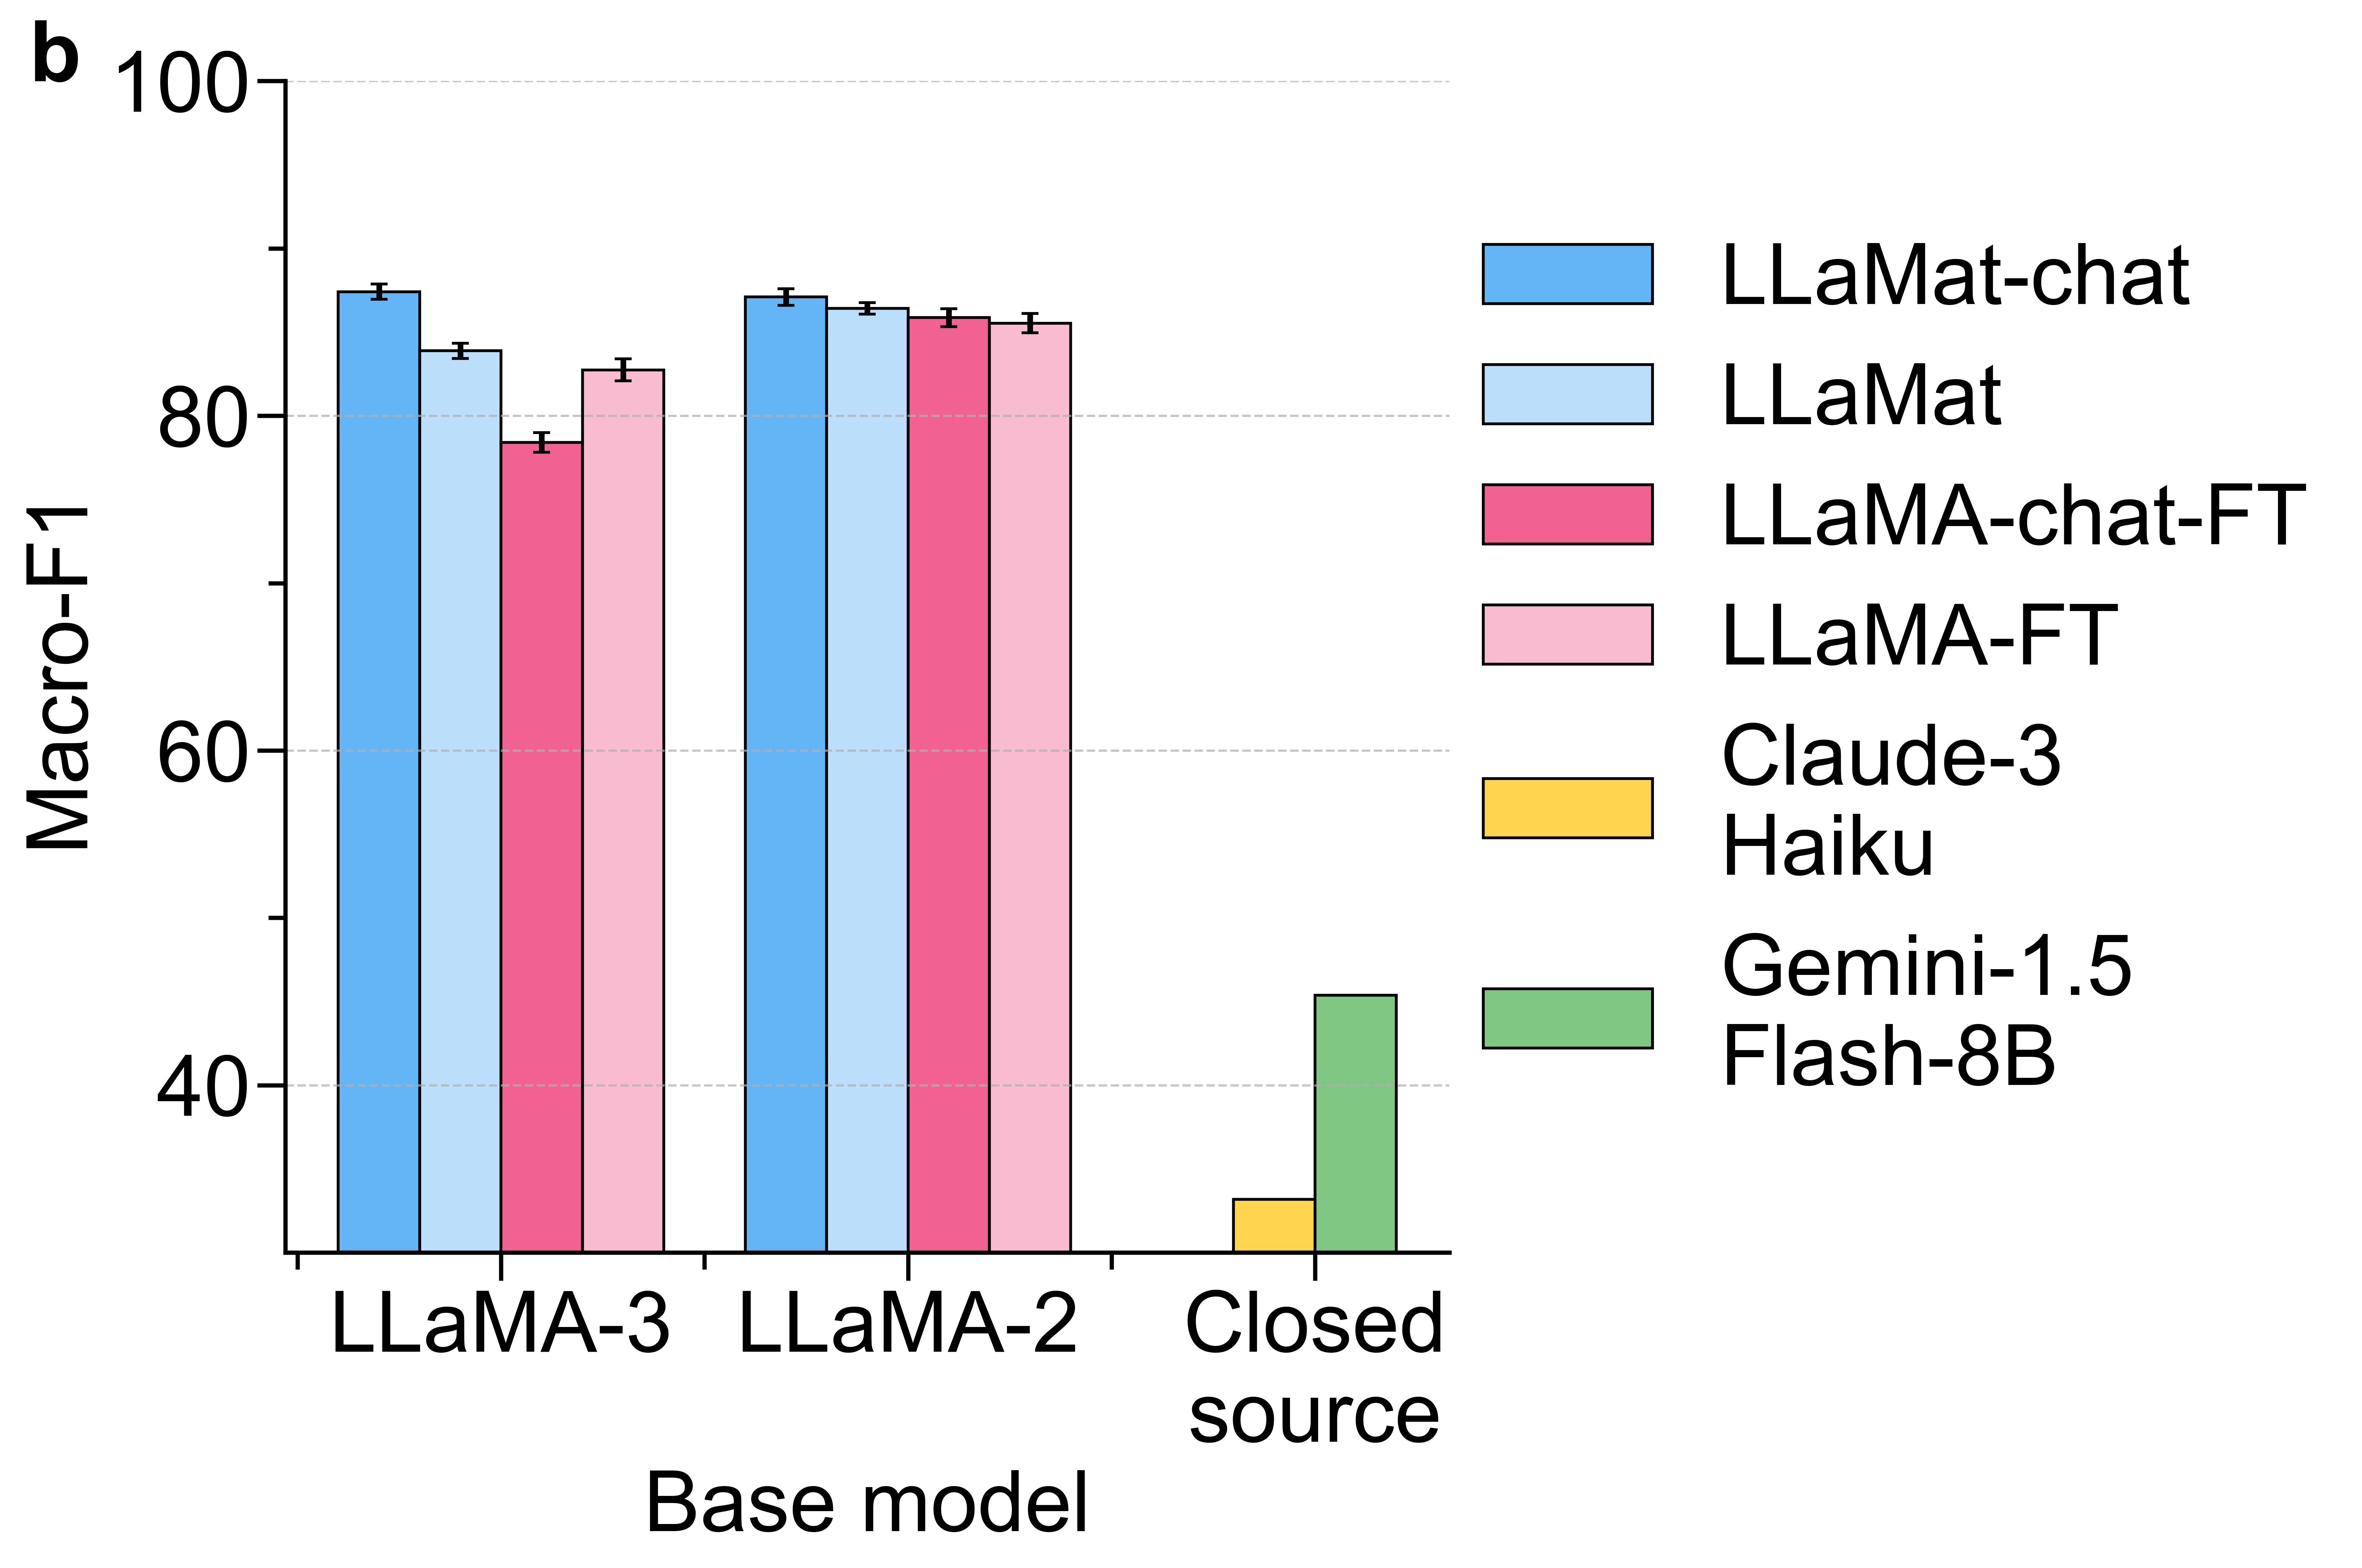 b
100
80
60
40
Macro-F1
LLaMA-3
LLaMA-2
Closed
source
Base model
LLaMat-chat
LLaMat
LLaMA-chat-FT
LLaMA-FT
Claude-3
Haiku
Gemini-1.5
Flash-8B